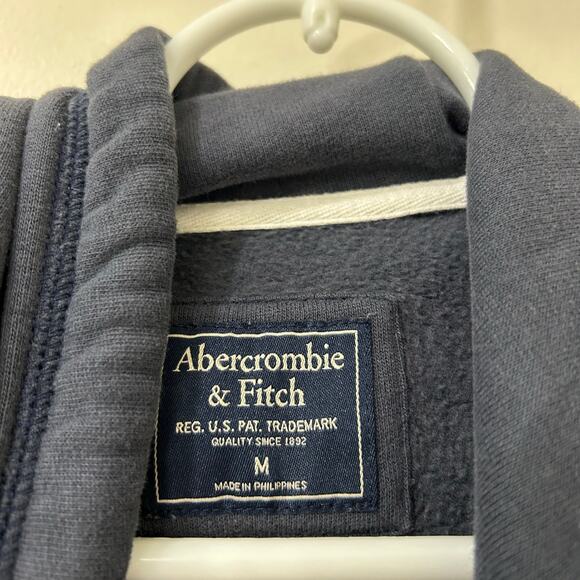 Abercrombie
& Fitch
REG. U.S. PAT. TRADEMARK
QUALITY SINCE 1892
M
MADE IN PHILIPPINES